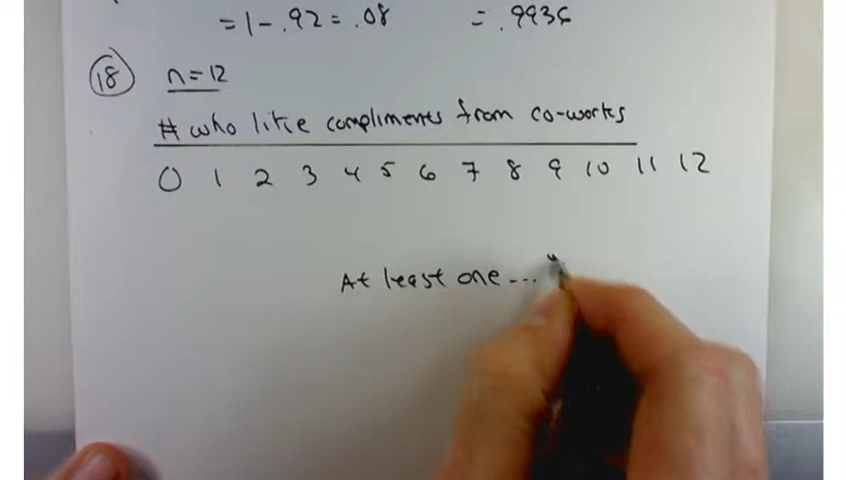 =1-.92=.08 =.9936
18 n=12
# who like compliments from co-works
0 1 2 3 4 5 6 7 8 9 10 11 12
At least one... "